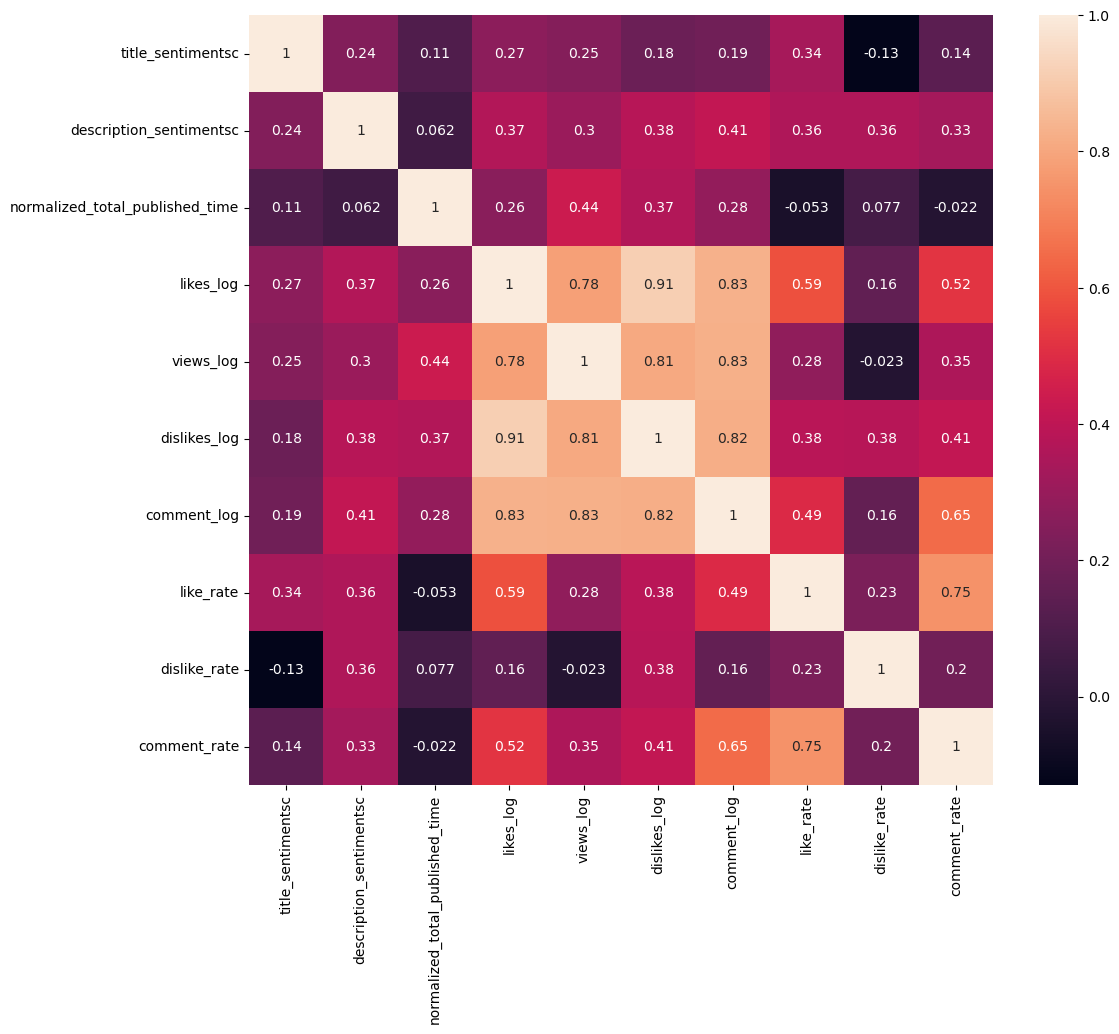 title_sentimentsc 1 0.24 0.11 0.27 0.25 0.18 0.19 0.34 -0.13 0.14
description_sentimentsc 0.24 1 0.062 0.37 0.3 0.38 0.41 0.36 0.36 0.33
normalized_total_published_time 0.11 0.062 1 0.26 0.44 0.37 0.28 -0.053 0.077 -0.022
likes_log 0.27 0.37 0.26 1 0.78 0.91 0.83 0.59 0.16 0.52
views_log 0.25 0.3 0.44 0.78 1 0.81 0.83 0.28 -0.023 0.35
dislikes_log 0.18 0.38 0.37 0.91 0.81 1 0.82 0.38 0.38 0.41
comment_log 0.19 0.41 0.28 0.83 0.83 0.82 1 0.49 0.16 0.65
like_rate 0.34 0.36 -0.053 0.59 0.28 0.38 0.49 1 0.23 0.75
dislike_rate -0.13 0.36 0.077 0.16 -0.023 0.38 0.16 0.23 1 0.2
comment_rate 0.14 0.33 -0.022 0.52 0.35 0.41 0.65 0.75 0.2 1
title_sentimentsc
description_sentimentsc
normalized_total_published_time
likes_log
views_log
dislikes_log
comment_log
like_rate
dislike_rate
comment_rate
1.0
0.8
0.6
0.4
0.2
0.0